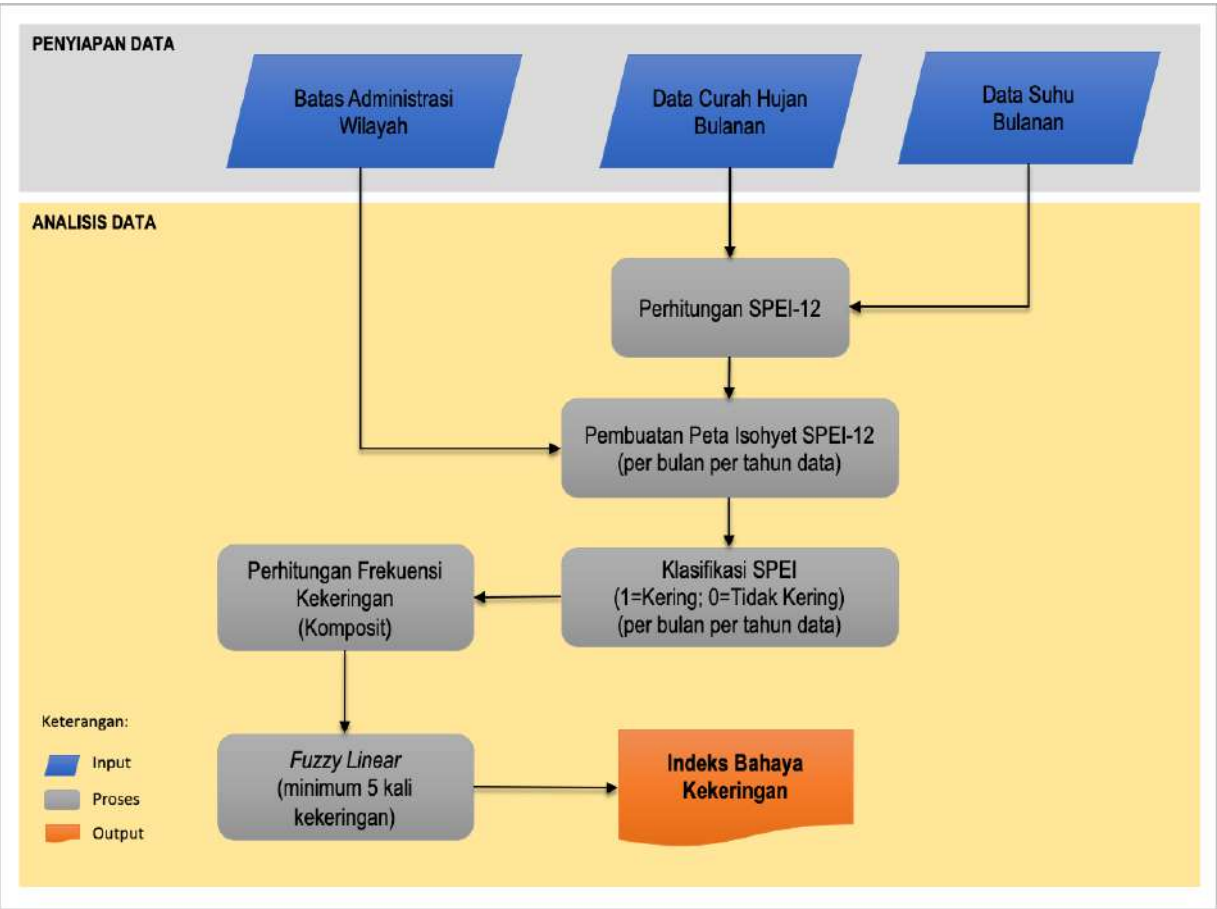 PENYIAPAN DATA
Batas Administrasi
Wilayah
Data Curah Hujan
Bulanan
Data Suhu
Bulanan
ANALISIS DATA
Perhitungan SPEI-12
Pembuatan Peta Isohyet SPEI-12
(per bulan per tahun data)
Klasifikasi SPEI
(1=Kering; 0=Tidak Kering)
(per bulan per tahun data)
Perhitungan Frekuensi
Kekeringan
(Komposit)
Fuzzy Linear
(minimum 5 kali
kekeringan)
Indeks Bahaya
Kekeringan
Keterangan:
Input
Proses
Output